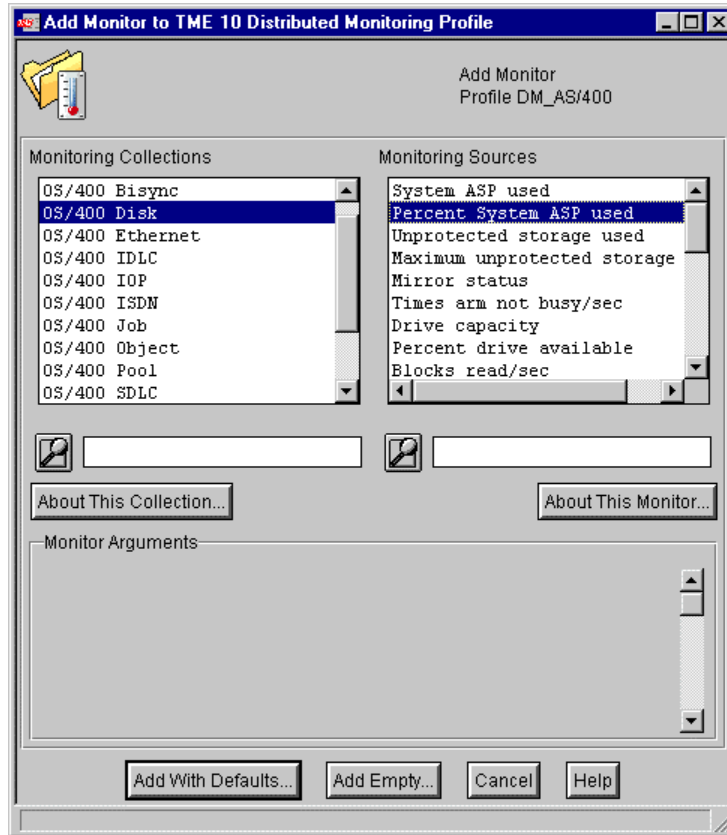 Add Monitor to TME 10 Distributed Monitoring Profile
Add Monitor
Profile DM_AS/400
Monitoring Collections
OS/400 Bisync
OS/400 Disk
OS/400 Ethernet
OS/400 IDLC
OS/400 IOP
OS/400 ISDN
OS/400 Job
OS/400 Object
OS/400 Pool
OS/400 SDLC
Monitoring Sources
System ASP used
Percent System ASP used
Unprotected storage used
Maximum unprotected storage
Mirror status
Times arm not busy/sec
Drive capacity
Percent drive available
Blocks read/sec
About This Collection...
About This Monitor...
Monitor Arguments
Add With Defaults...
Add Empty...
Cancel
Help